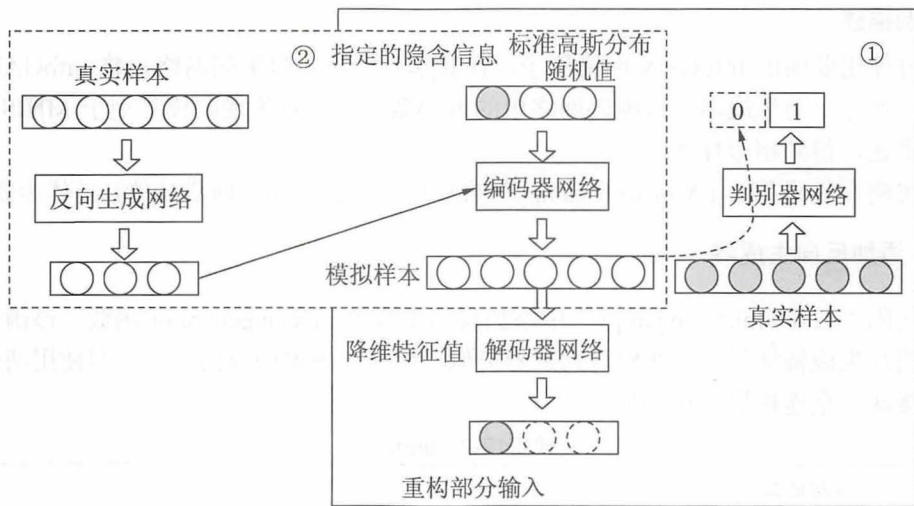 ② 指定的隐含信息
标准高斯分布
随机值
①
真实样本
0 1
反向生成网络
编码器网络
判别器网络
模拟样本
真实样本
降维特征值
解码器网络
重构部分输入